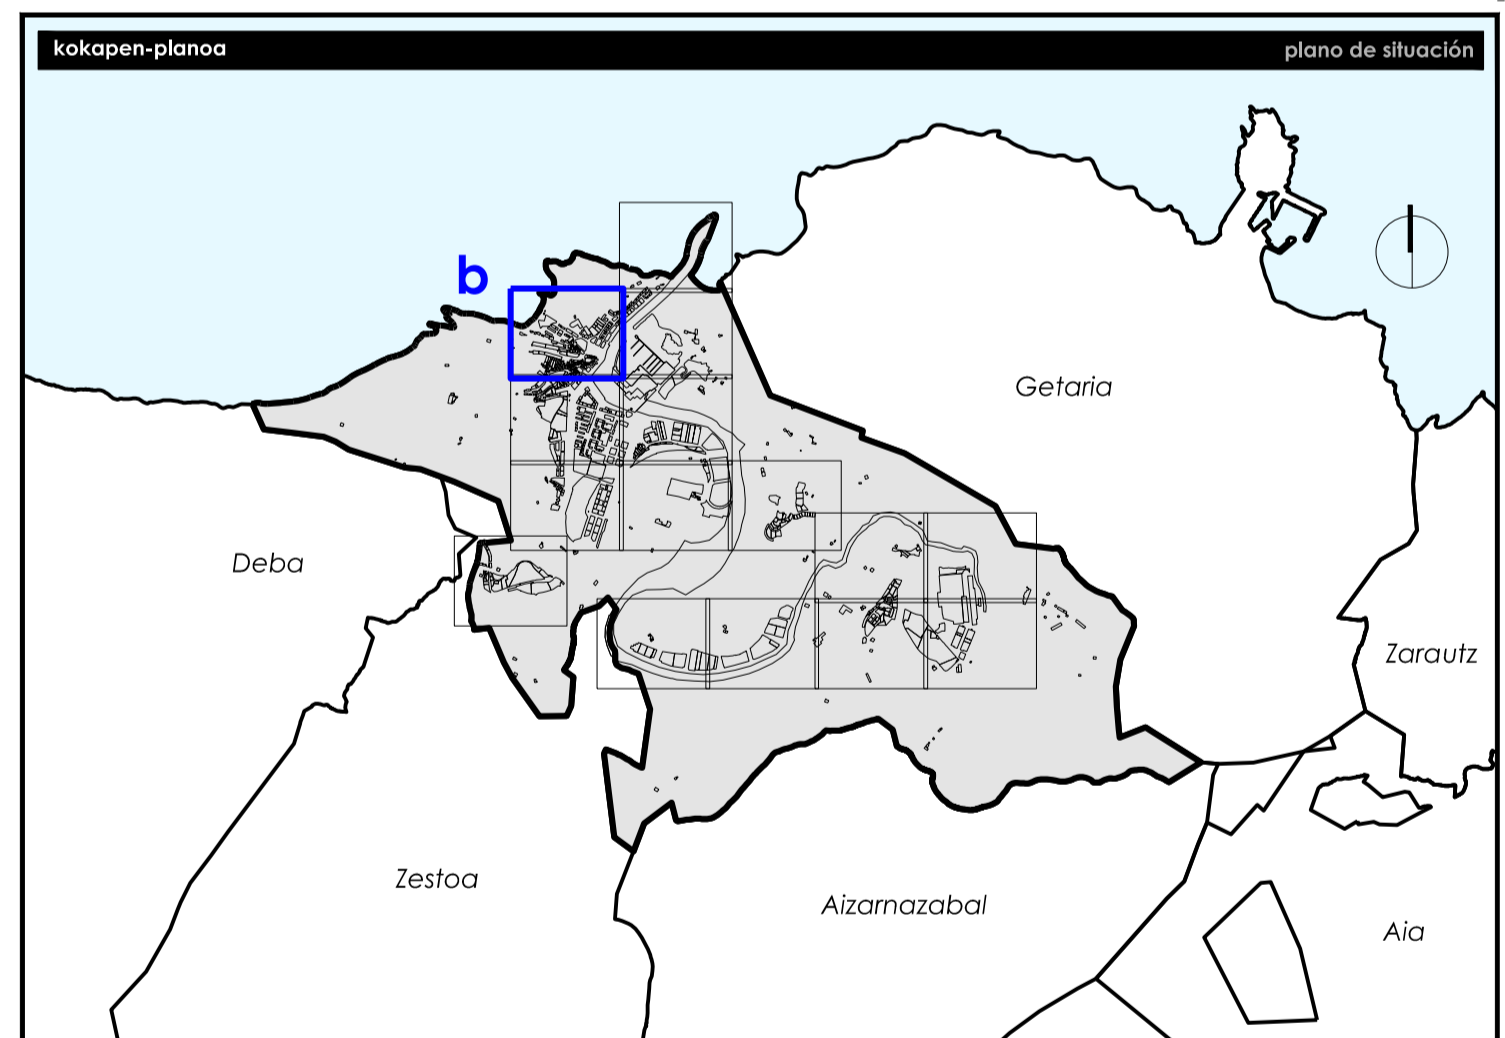 kokapen-planoa
plano de situación
b
Getaria
Deba
Zarautz
Zestoa
Aizarnazabal
Aia